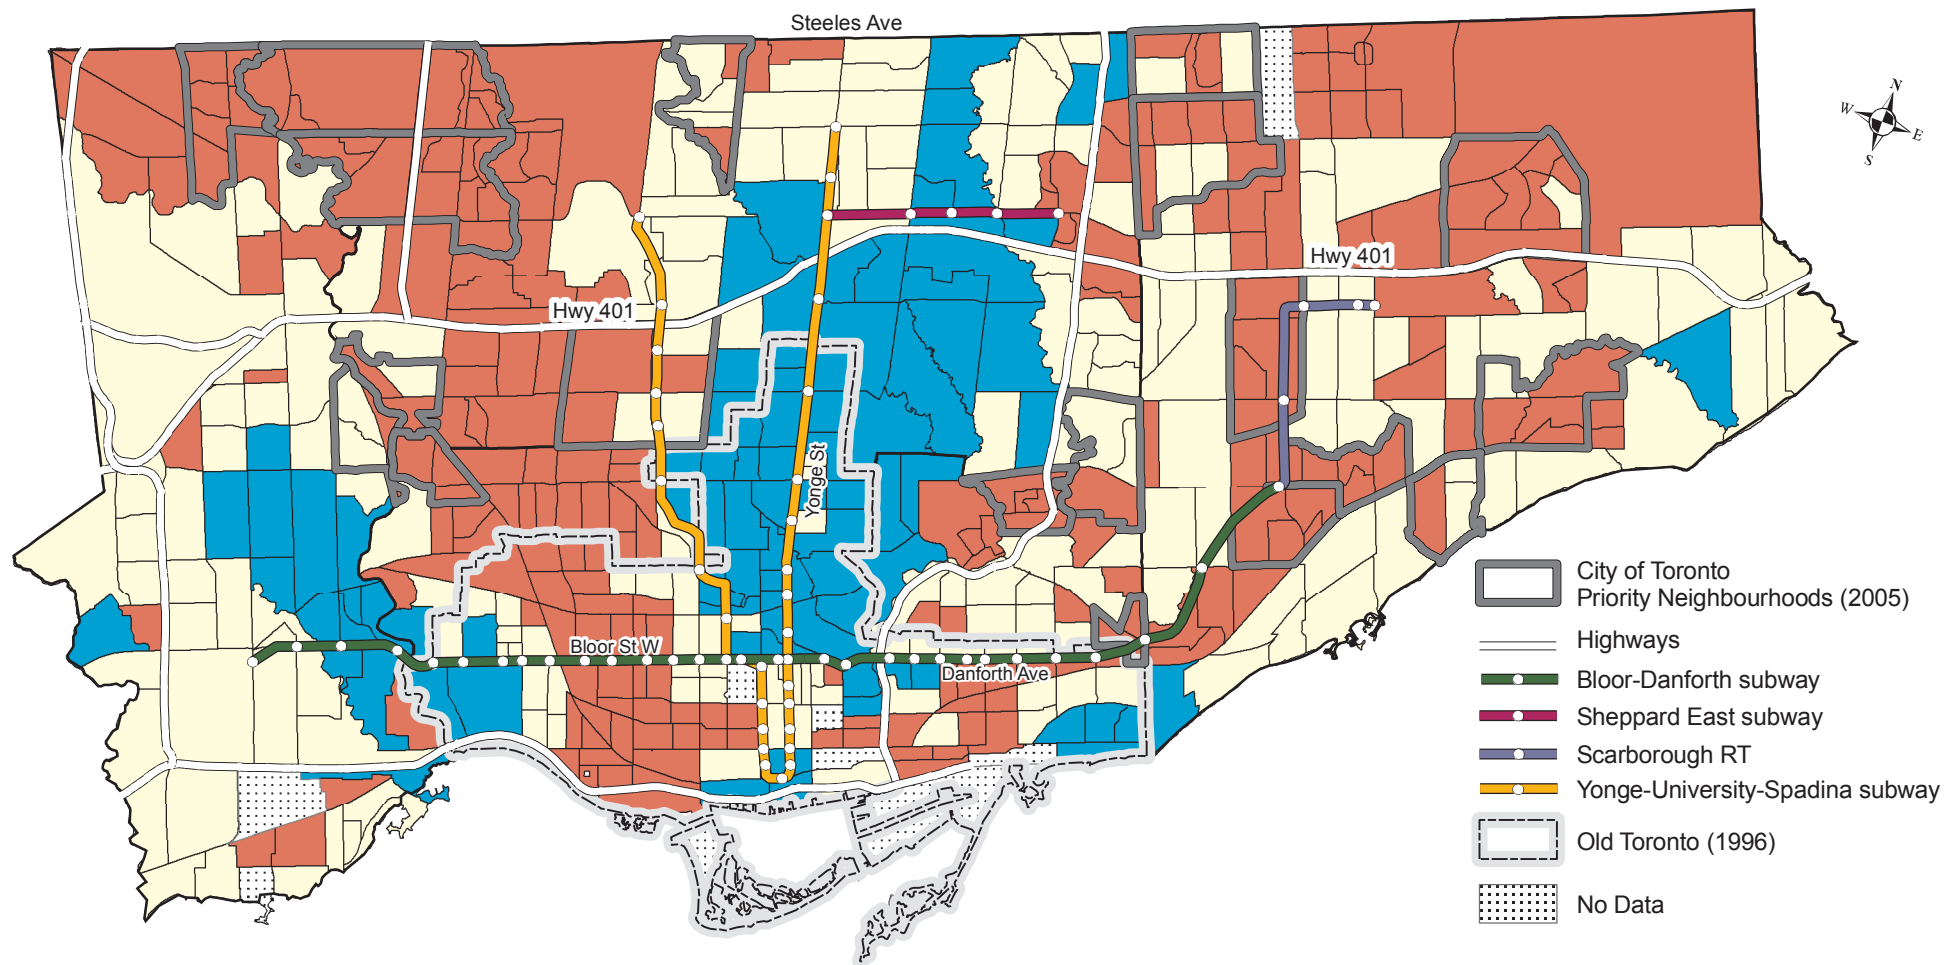 Steeles Ave
N
W
E
S
Hwy 401
Hwy 401
Yonge St
Bloor St W
Danforth Ave
City of Toronto
Priority Neighbourhoods (2005)
Highways
Bloor-Danforth subway
Sheppard East subway
Scarborough RT
Yonge-University-Spadina subway
Old Toronto (1996)
No Data